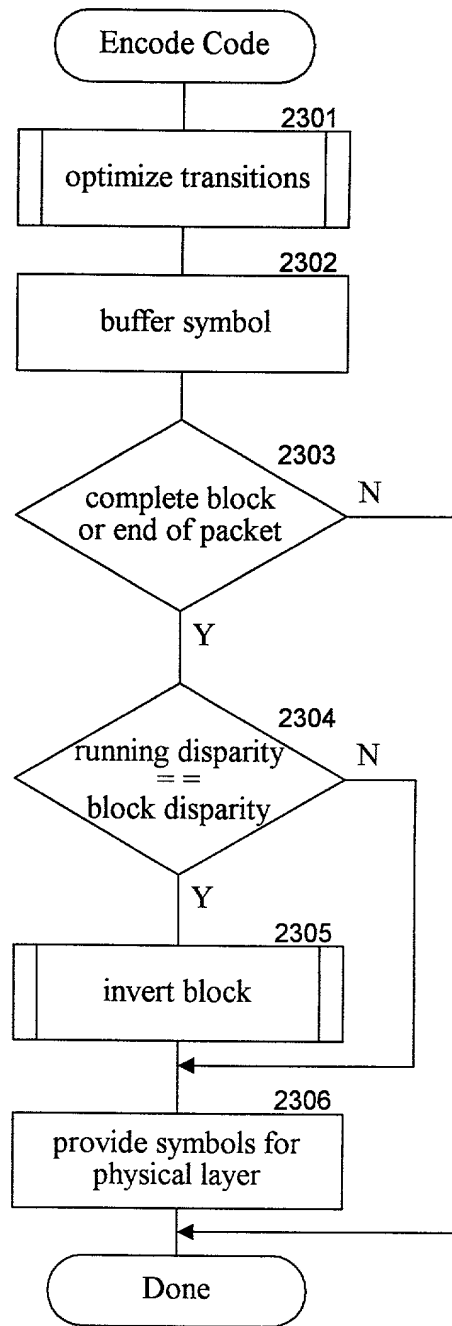 Encode Code
2301
optimize transitions
2302
buffer symbol
2303
complete block
or end of packet
N
Y
2304
running disparity
==
block disparity
N
Y
2305
invert block
2306
provide symbols for
physical layer
Done